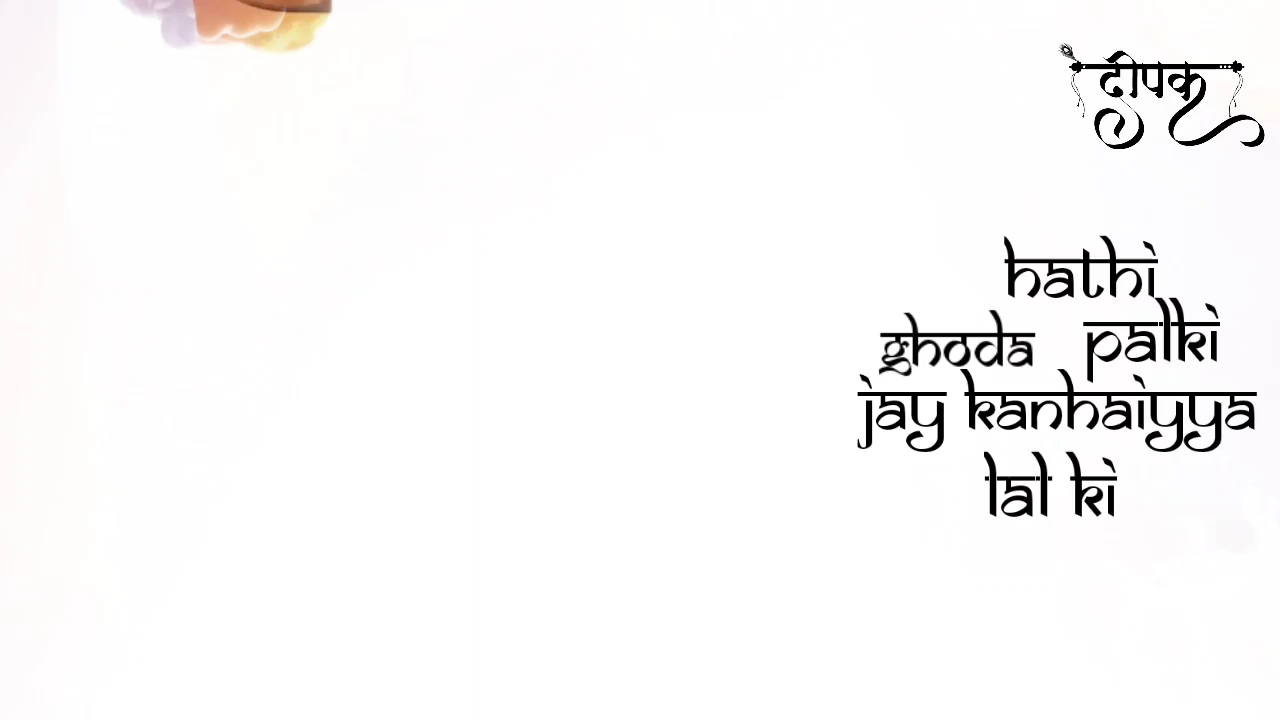 दीपक
hathi
ghoda palki
jay kanhaiyya
lal ki